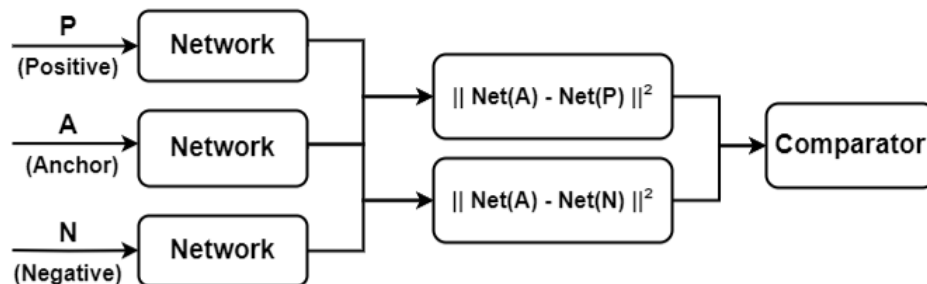 P
(Positive)
Network
A
(Anchor)
Network
N
(Negative)
Network
|| Net(A) - Net(P) ||²
|| Net(A) - Net(N) ||²
Comparator